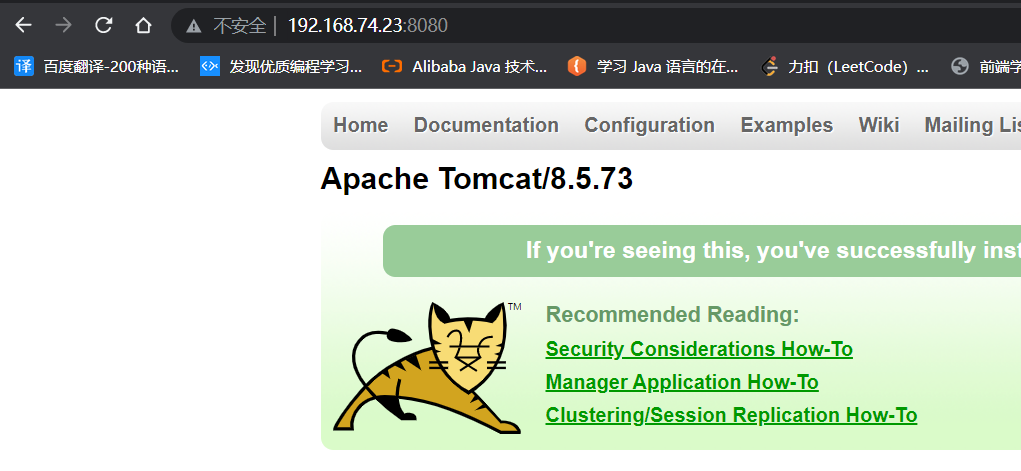 不安全 | 192.168.74.23:8080
译 百度翻译-200种语... 发现优质编程学习... Alibaba Java 技术... 学习 Java 语言的在... 力扣（LeetCode）... 前端学
Home Documentation Configuration Examples Wiki Mailing Lis
Apache Tomcat/8.5.73
If you're seeing this, you've successfully inst
TM
Recommended Reading:
Security Considerations How-To
Manager Application How-To
Clustering/Session Replication How-To